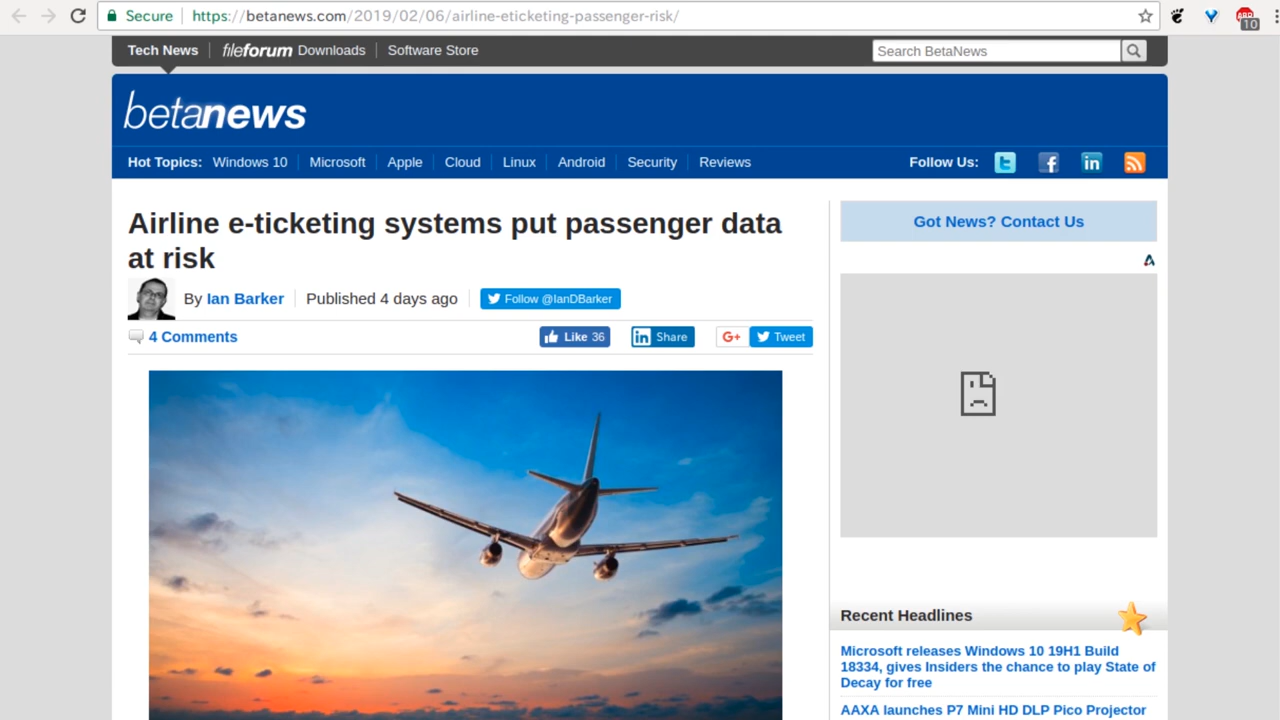 Secure https://betanews.com/2019/02/06/airline-eticketing-passenger-risk/
ABP
10
Tech News fileforum Downloads Software Store
Search BetaNews
betanews
Hot Topics: Windows 10 Microsoft Apple Cloud Linux Android Security Reviews
Follow Us:
Airline e-ticketing systems put passenger data
at risk
By Ian Barker Published 4 days ago Follow @IanDBarker
4 Comments Like 36 in Share G+ Tweet
Got News? Contact Us
Recent Headlines
Microsoft releases Windows 10 19H1 Build
18334, gives Insiders the chance to play State of
Decay for free
AAXA launches P7 Mini HD DLP Pico Projector